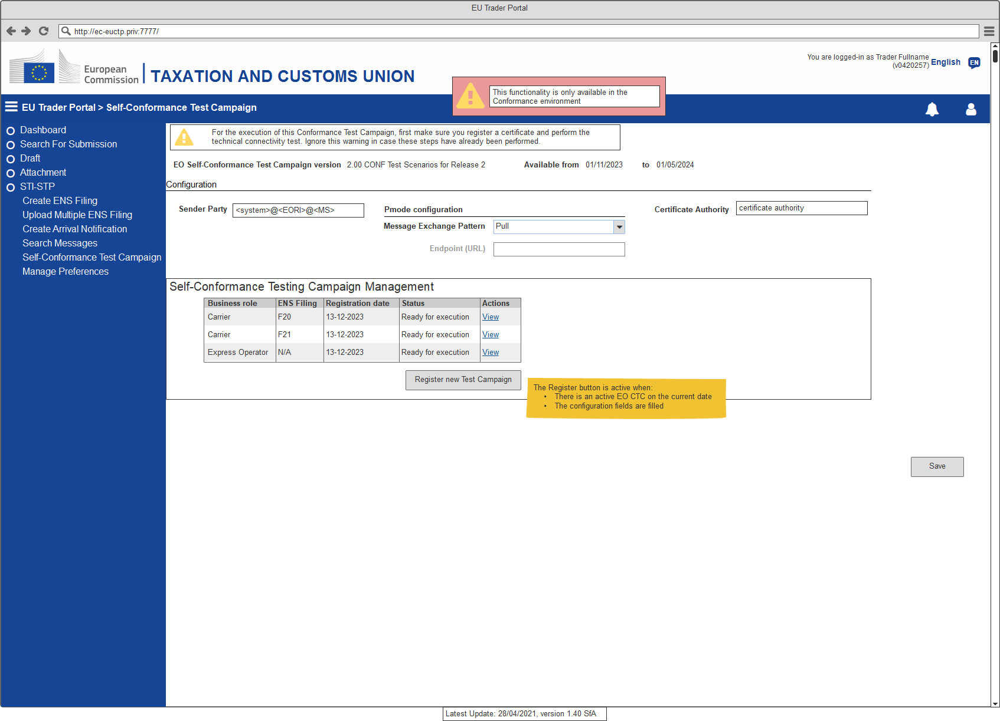 EU Trader Portal
http://ec-euctp.priv:7777/
European
Commission
TAXATION AND CUSTOMS UNION
You are logged-in as Trader Fullname
(v0420257)
English
EN
This functionality is only available in the
Conformance environment
EU Trader Portal > Self-Conformance Test Campaign
Dashboard
Search For Submission
Draft
Attachment
STI-STP
Create ENS Filing
Upload Multiple ENS Filing
Create Arrival Notification
Search Messages
Self-Conformance Test Campaign
Manage Preferences
For the execution of this Conformance Test Campaign, first make sure you register a certificate and perform the
technical connectivity test. Ignore this warning in case these steps have already been performed.
EO Self-Conformance Test Campaign version 2.00 CONF Test Scenarios for Release 2 Available from 01/11/2023 to 01/05/2024
Configuration
Sender Party <system>@<EORI>@<MS>
Pmode configuration
Message Exchange Pattern Pull
Endpoint (URL)
Certificate Authority certificate authority
Self-Conformance Testing Campaign Management
Business role ENS Filing Registration date Status Actions
Carrier F20 13-12-2023 Ready for execution View
Carrier F21 13-12-2023 Ready for execution View
Express Operator N/A 13-12-2023 Ready for execution View
Register new Test Campaign
The Register button is active when:
• There is an active EO CTC on the current date
• The configuration fields are filled
Save
Latest Update: 28/04/2021, version 1.40 SfA